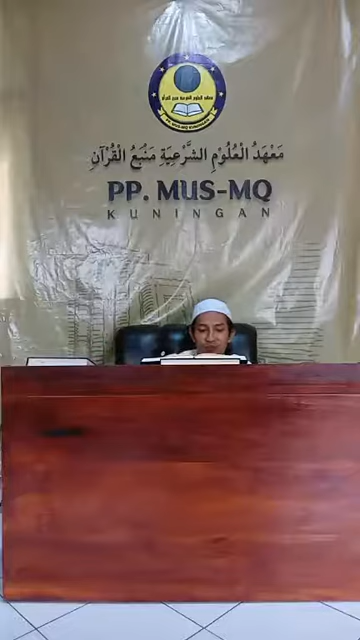 مَعْهَدُ الْعُلُوْمِ الشَّرْعِيَّةِ مَنْبَعُ الْقُرْآنِ
PP. MUS-MQ
KUNINGAN